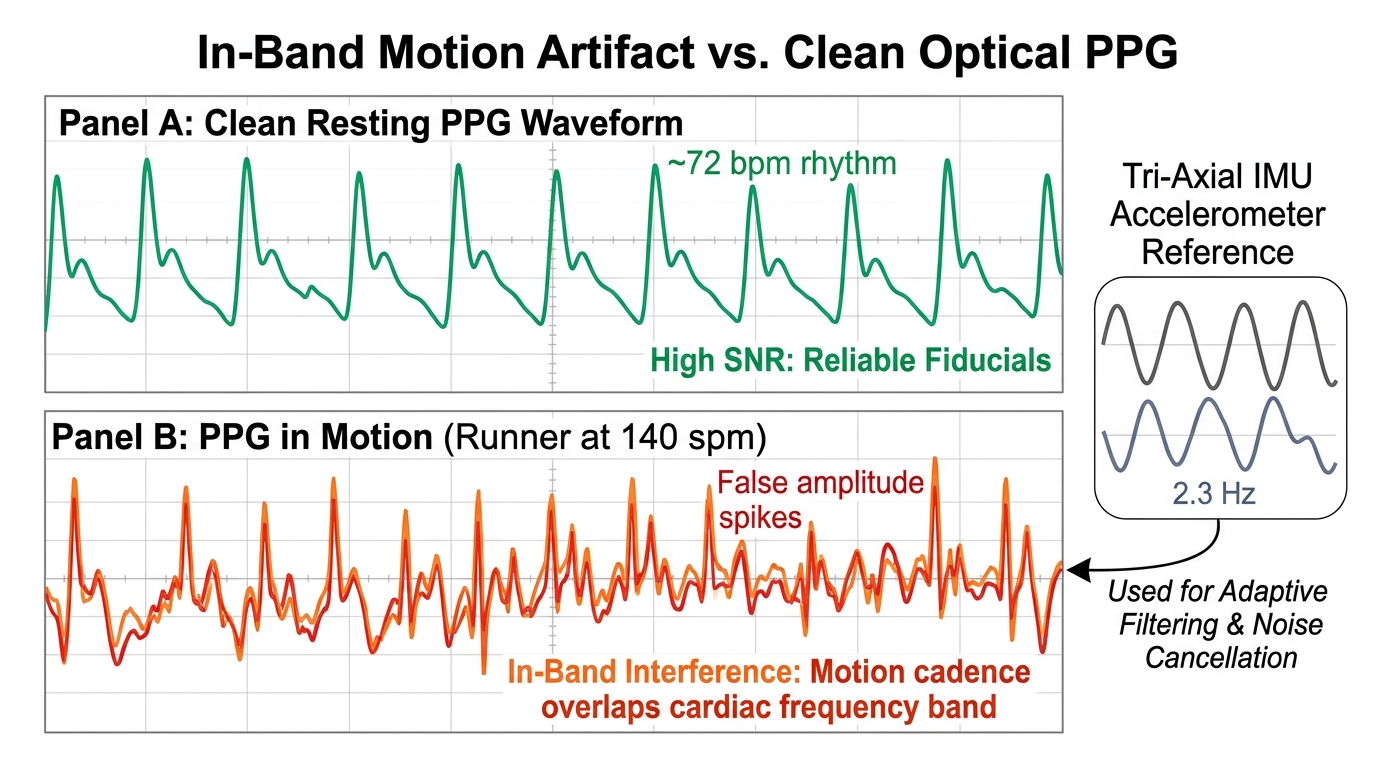 In-Band Motion Artifact vs. Clean Optical PPG
Panel A: Clean Resting PPG Waveform
~72 bpm rhythm
High SNR: Reliable Fiducials
Panel B: PPG in Motion (Runner at 140 spm)
False amplitude
spikes
In-Band Interference: Motion cadence
overlaps cardiac frequency band
Tri-Axial IMU
Accelerometer
Reference
2.3 Hz
Used for Adaptive
Filtering & Noise
Cancellation